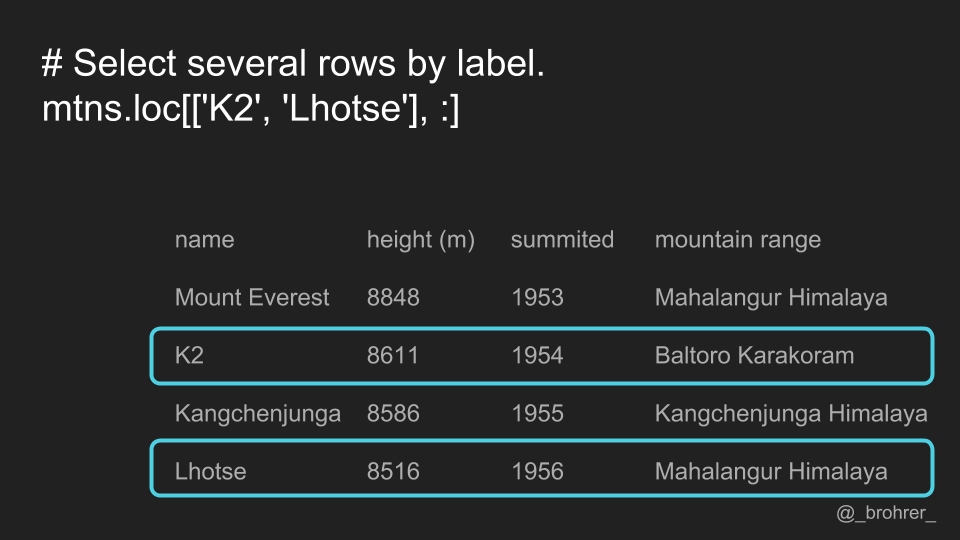 # Select several rows by label.
mtns.loc[['K2', 'Lhotse'], :]
name height (m) summited mountain range
Mount Everest 8848 1953 Mahalangur Himalaya
K2 8611 1954 Baltoro Karakoram
Kangchenjunga 8586 1955 Kangchenjunga Himalaya
Lhotse 8516 1956 Mahalangur Himalaya
@_brohrer_